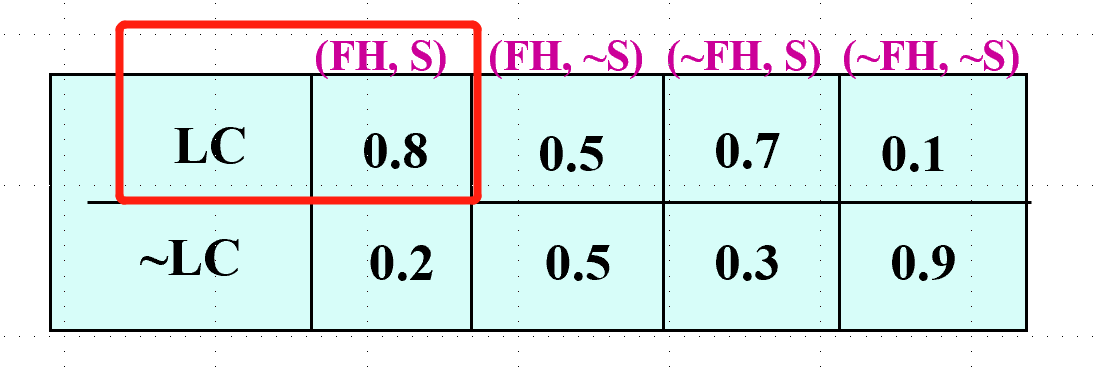 (FH, S) (FH, ~S) (~FH, S) (~FH, ~S)
LC 0.8 0.5 0.7 0.1
~LC 0.2 0.5 0.3 0.9